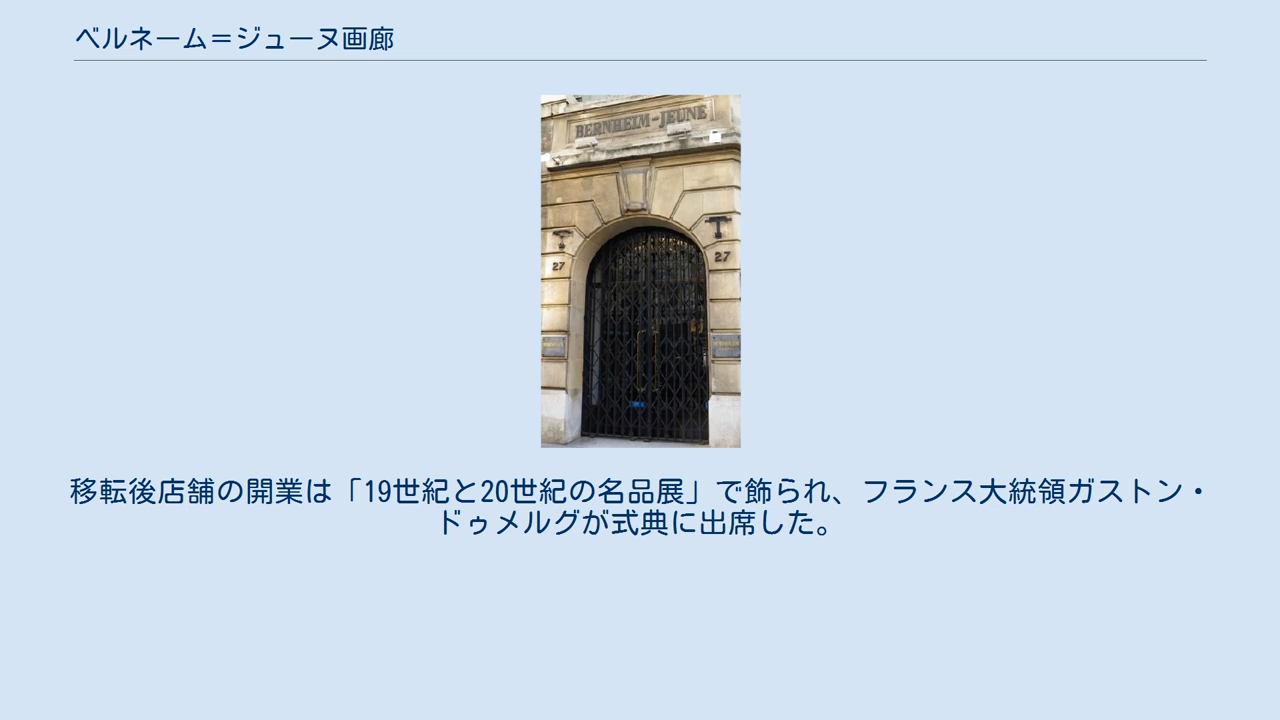 ベルネーム＝ジューヌ画廊
BERNHEIM-JEUNE
27
27
移転後店舗の開業は「19世紀と20世紀の名品展」で飾られ、フランス大統領ガストン・
ドゥメルグが式典に出席した。